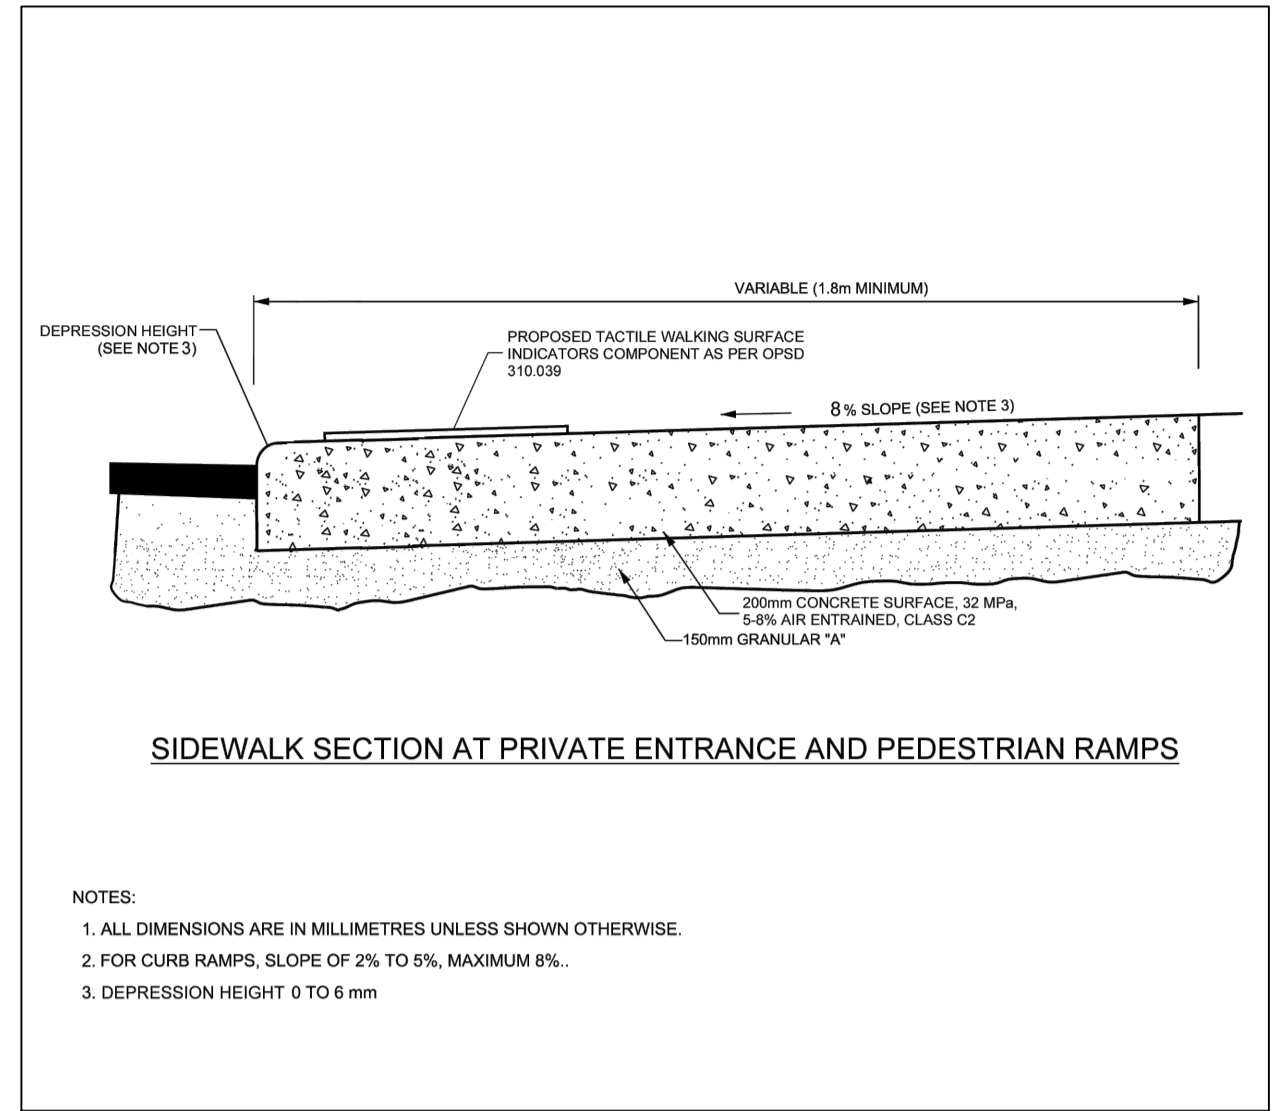 VARIABLE (1.8m MINIMUM)
DEPRESSION HEIGHT
(SEE NOTE 3)
PROPOSED TACTILE WALKING SURFACE
INDICATORS COMPONENT AS PER OPSD
310.039
8% SLOPE (SEE NOTE 3)
200mm CONCRETE SURFACE, 32 MPa,
5-8% AIR ENTRAINED, CLASS C2
150mm GRANULAR "A"
SIDEWALK SECTION AT PRIVATE ENTRANCE AND PEDESTRIAN RAMPS
NOTES:
1. ALL DIMENSIONS ARE IN MILLIMETRES UNLESS SHOWN OTHERWISE.
2. FOR CURB RAMPS, SLOPE OF 2% TO 5%, MAXIMUM 8%..
3. DEPRESSION HEIGHT 0 TO 6 mm